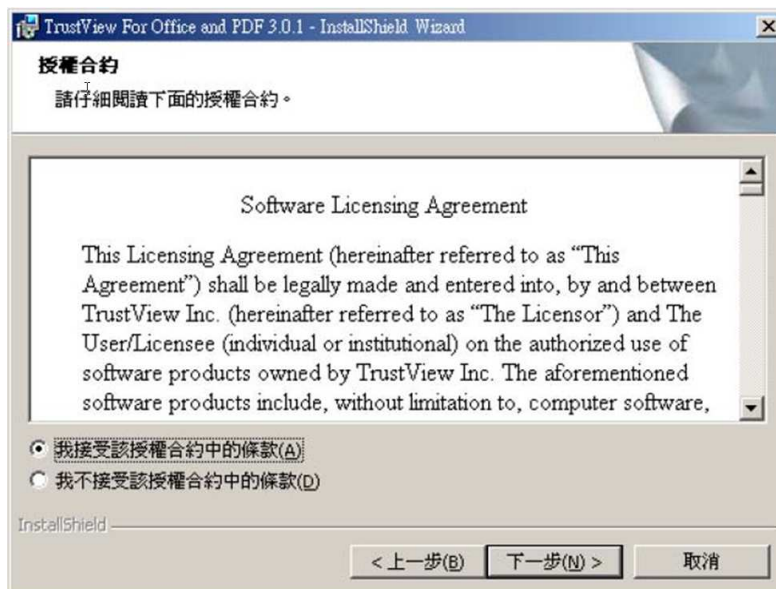 TrustView For Office and PDF 3.0.1 - InstallShield Wizard
授權合約
請仔細閱讀下面的授權合約。
Software Licensing Agreement
This Licensing Agreement (hereinafter referred to as “This
Agreement”) shall be legally made and entered into, by and between
TrustView Inc. (hereinafter referred to as “The Licensor”) and The
User/Licensee (individual or institutional) on the authorized use of
software products owned by TrustView Inc. The aforementioned
software products include, without limitation to, computer software,
我接受該授權合約中的條款(A)
我不接受該授權合約中的條款(D)
InstallShield
< 上一步(B) 下一步(N) > 取消